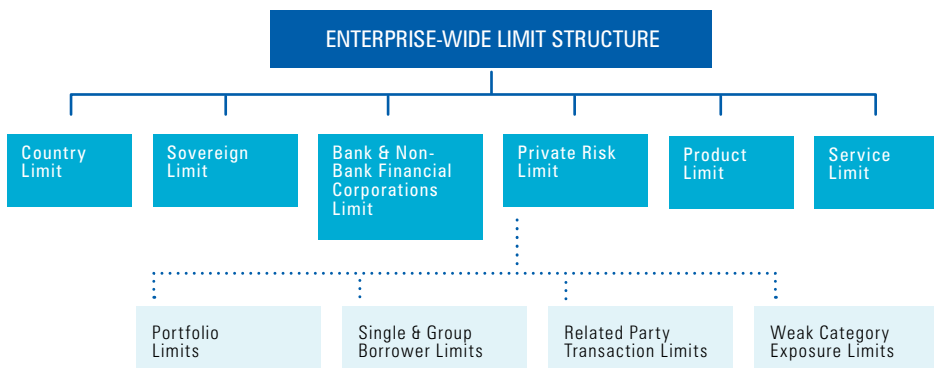 ENTERPRISE-WIDE LIMIT STRUCTURE
Country
Limit
Sovereign
Limit
Bank & Non-
Bank Financial
Corporations
Limit
Private Risk
Limit
Product
Limit
Service
Limit
Portfolio
Limits
Single & Group
Borrower Limits
Related Party
Transaction Limits
Weak Category
Exposure Limits